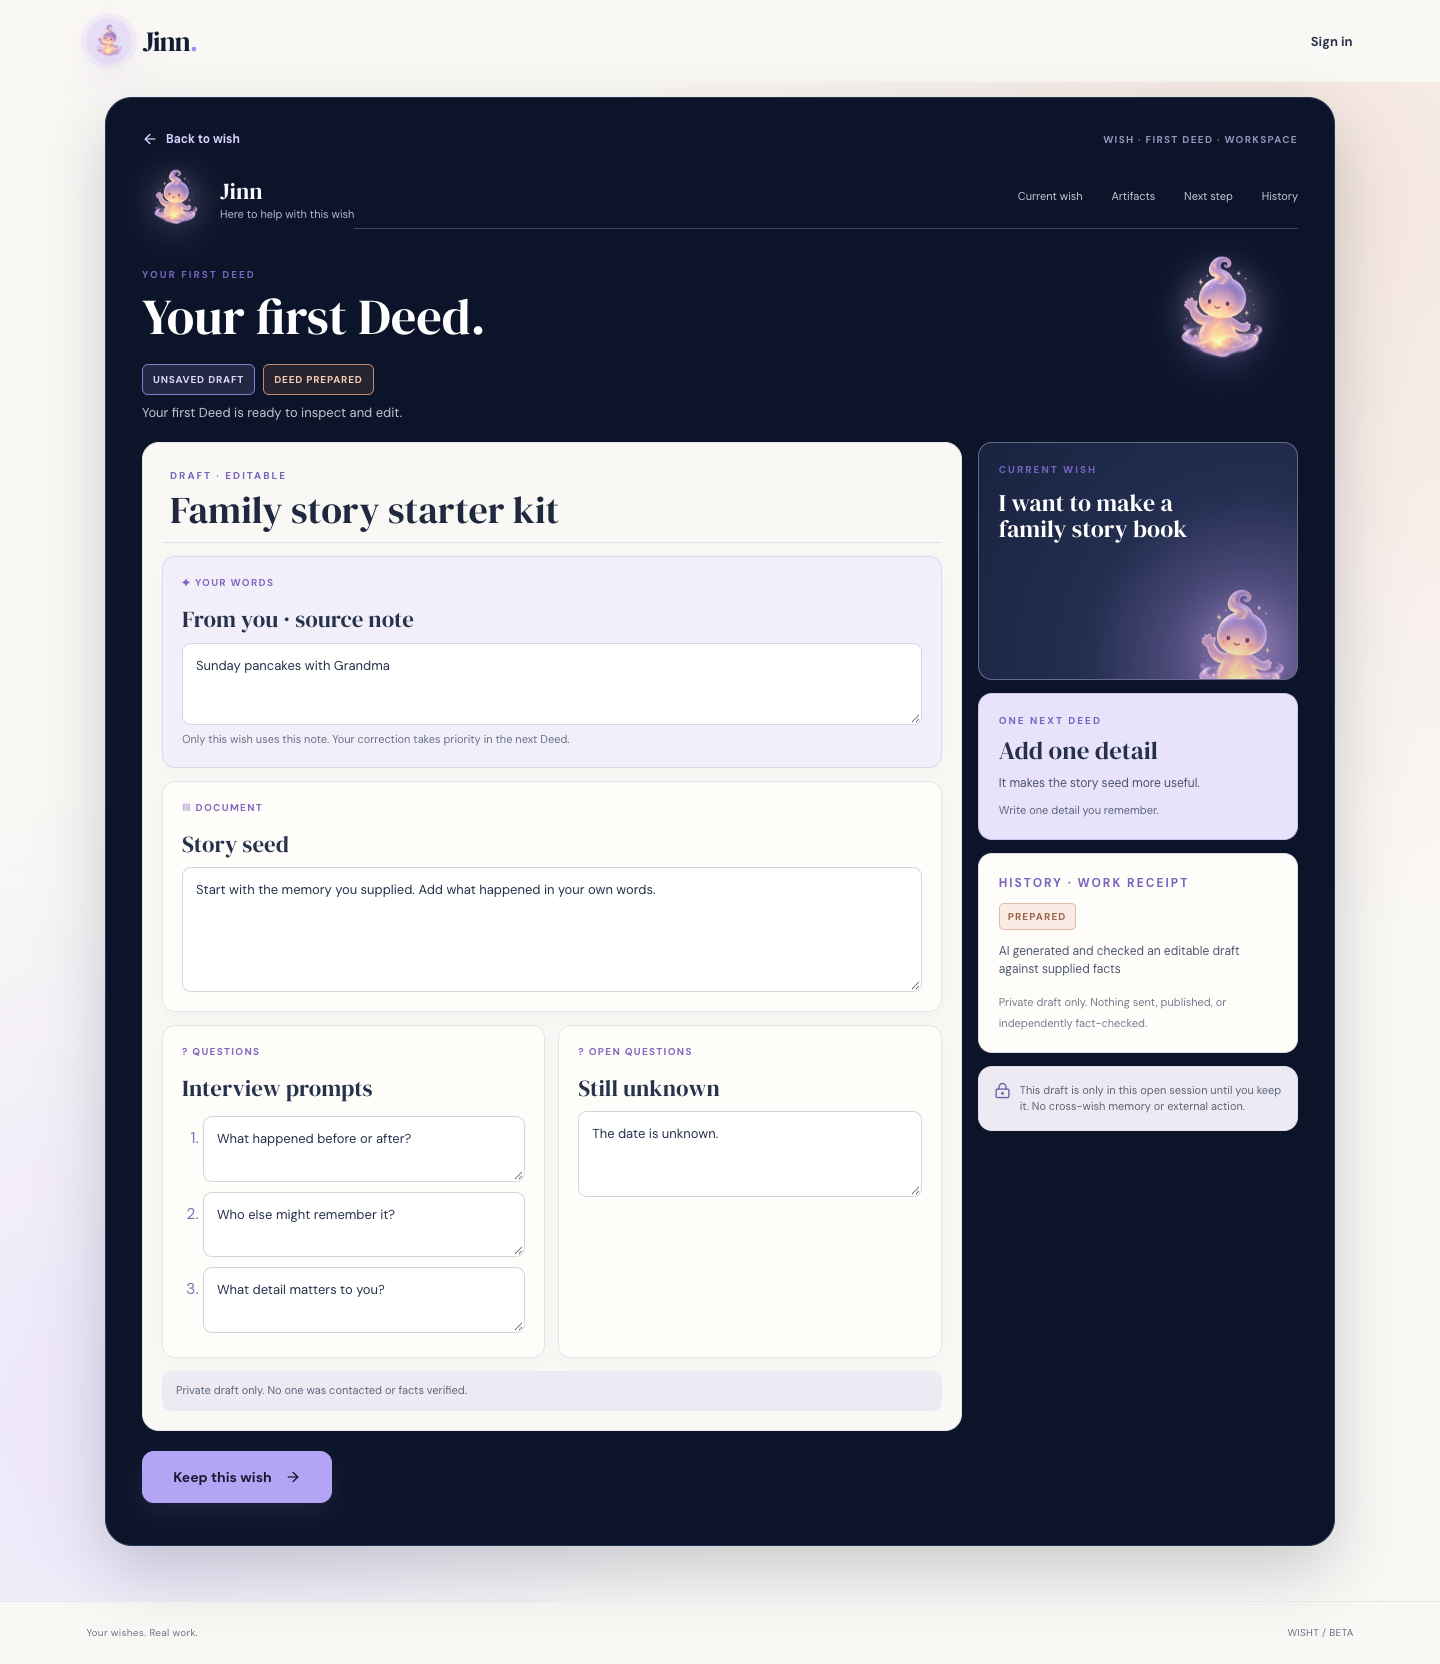 Jinn.
Sign in
Back to wish
WISH · FIRST DEED · WORKSPACE
Jinn
Here to help with this wish
Current wish
Artifacts
Next step
History
YOUR FIRST DEED
Your first Deed.
UNSAVED DRAFT
DEED PREPARED
Your first Deed is ready to inspect and edit.
DRAFT · EDITABLE
Family story starter kit
YOUR WORDS
From you · source note
Sunday pancakes with Grandma
Only this wish uses this note. Your correction takes priority in the next Deed.
DOCUMENT
Story seed
Start with the memory you supplied. Add what happened in your own words.
? QUESTIONS
Interview prompts
1. What happened before or after?
2. Who else might remember it?
3. What detail matters to you?
? OPEN QUESTIONS
Still unknown
The date is unknown.
Private draft only. No one was contacted or facts verified.
CURRENT WISH
I want to make a
family story book
ONE NEXT DEED
Add one detail
It makes the story seed more useful.
Write one detail you remember.
HISTORY · WORK RECEIPT
PREPARED
AI generated and checked an editable draft
against supplied facts
Private draft only. Nothing sent, published, or
independently fact-checked.
This draft is only in this open session until you keep
it. No cross-wish memory or external action.
Keep this wish
Your wishes. Real work.
WISHT / BETA